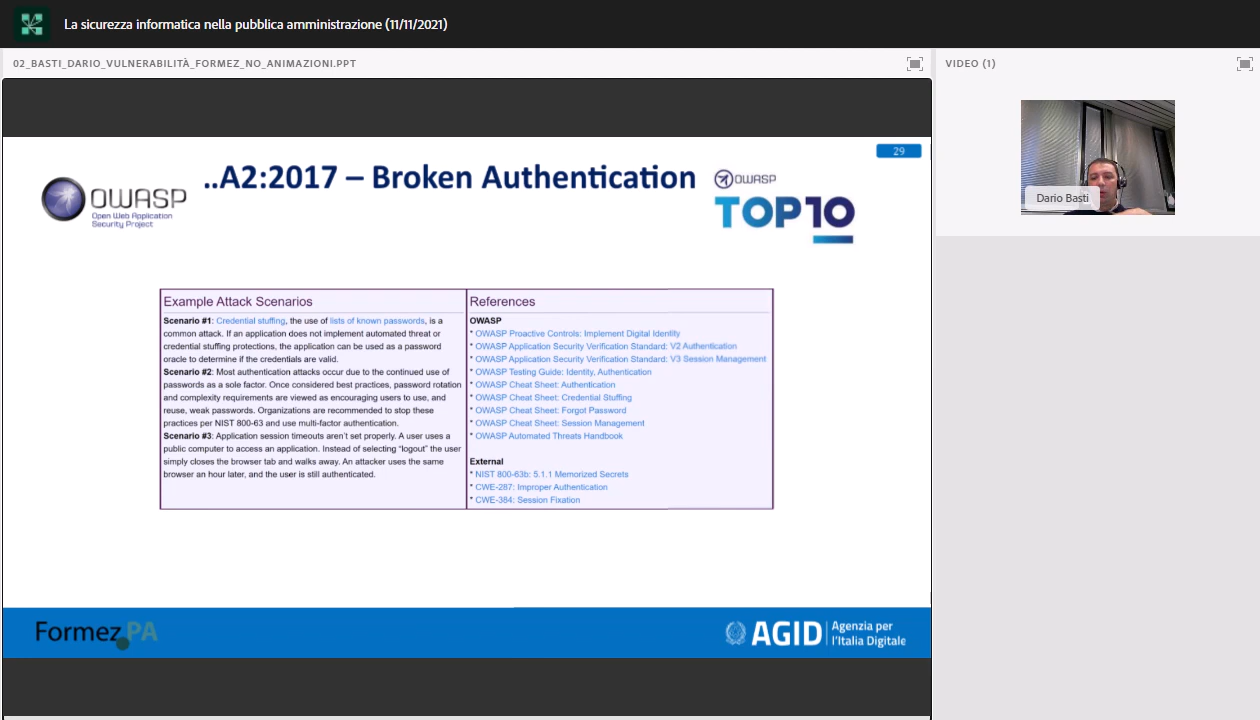 La sicurezza informatica nella pubblica amministrazione (11/11/2021)
02_BASTI_DARIO_VULNERABILITÀ_FORMEZ_NO_ANIMAZIONI.PPT
VIDEO (1)
29
..A2:2017 – Broken Authentication
OWASP
Open Web Application
Security Project
OWASP
TOP10
Dario Basti
Example Attack Scenarios
Scenario #1: Credential stuffing, the use of lists of known passwords, is a
common attack. If an application does not implement automated threat or
credential stuffing protections, the application can be used as a password
oracle to determine if the credentials are valid.
Scenario #2: Most authentication attacks occur due to the continued use of
passwords as a sole factor. Once considered best practices, password rotation
and complexity requirements are viewed as encouraging users to use, and
reuse, weak passwords. Organizations are recommended to stop these
practices per NIST 800-63 and use multi-factor authentication.
Scenario #3: Application session timeouts aren't set properly. A user uses a
public computer to access an application. Instead of selecting “logout” the user
simply closes the browser tab and walks away. An attacker uses the same
browser an hour later, and the user is still authenticated.
References
OWASP
* OWASP Proactive Controls: Implement Digital Identity
* OWASP Application Security Verification Standard: V2 Authentication
* OWASP Application Security Verification Standard: V3 Session Management
* OWASP Testing Guide: Identity, Authentication
* OWASP Cheat Sheet: Authentication
* OWASP Cheat Sheet: Credential Stuffing
* OWASP Cheat Sheet: Forgot Password
* OWASP Cheat Sheet: Session Management
* OWASP Automated Threats Handbook
External
* NIST 800-63b: 5.1.1 Memorized Secrets
* CWE-287: Improper Authentication
* CWE-384: Session Fixation
Formez PA
AGID
Agenzia per
l'Italia Digitale